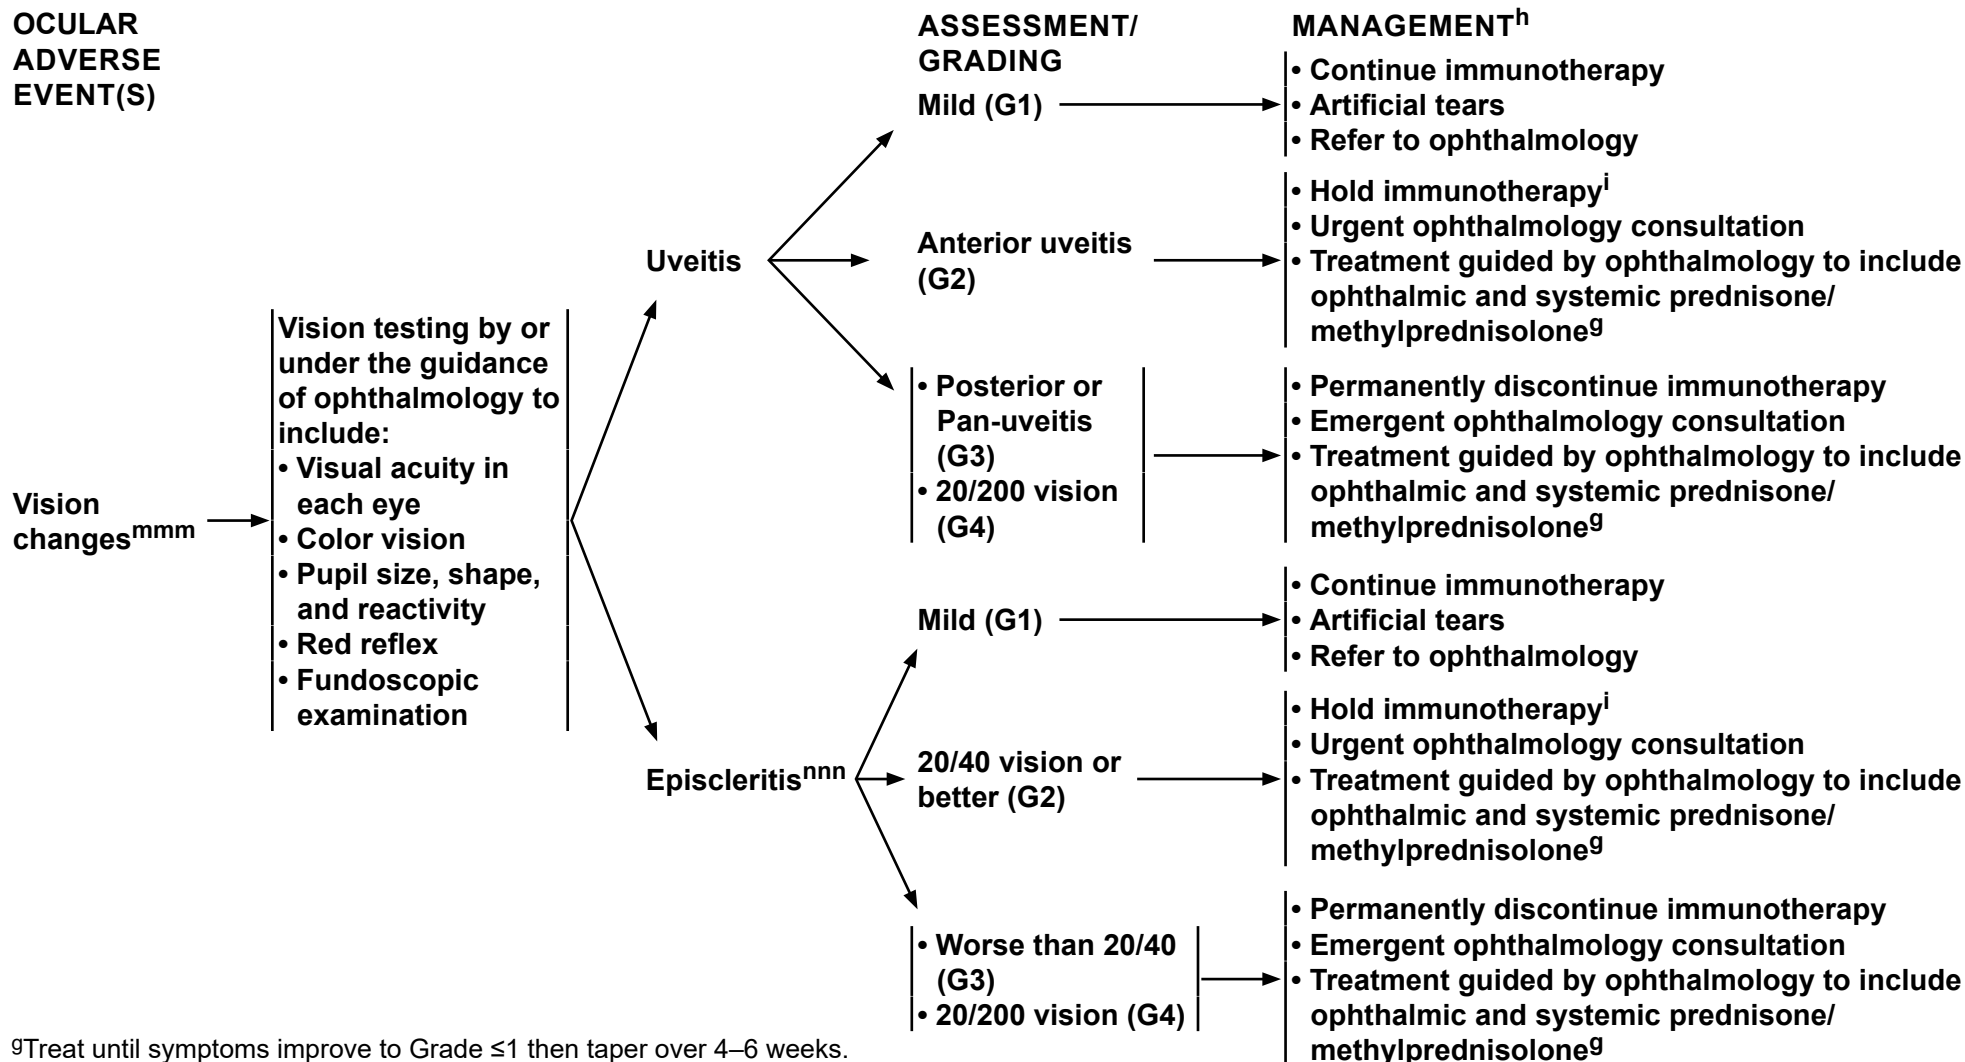 OCULAR
ADVERSE
EVENT(S)
ASSESSMENT/
GRADING
MANAGEMENTh
Vision
changesmmm
Vision testing by or
under the guidance
of ophthalmology to
include:
• Visual acuity in
each eye
• Color vision
• Pupil size, shape,
and reactivity
• Red reflex
• Fundoscopic
examination
Uveitis
Mild (G1)
• Continue immunotherapy
• Artificial tears
• Refer to ophthalmology
Anterior uveitis
(G2)
• Hold immunotherapyi
• Urgent ophthalmology consultation
• Treatment guided by ophthalmology to include
ophthalmic and systemic prednisone/
methylprednisoloneg
• Posterior or
Pan-uveitis
(G3)
• 20/200 vision
(G4)
• Permanently discontinue immunotherapy
• Emergent ophthalmology consultation
• Treatment guided by ophthalmology to include
ophthalmic and systemic prednisone/
methylprednisoloneg
Episcleritisnnn
Mild (G1)
• Continue immunotherapy
• Artificial tears
• Refer to ophthalmology
20/40 vision or
better (G2)
• Hold immunotherapyi
• Urgent ophthalmology consultation
• Treatment guided by ophthalmology to include
ophthalmic and systemic prednisone/
methylprednisoloneg
• Worse than 20/40
(G3)
• 20/200 vision (G4)
• Permanently discontinue immunotherapy
• Emergent ophthalmology consultation
• Treatment guided by ophthalmology to include
ophthalmic and systemic prednisone/
methylprednisoloneg
gTreat until symptoms improve to Grade ≤1 then taper over 4–6 weeks.